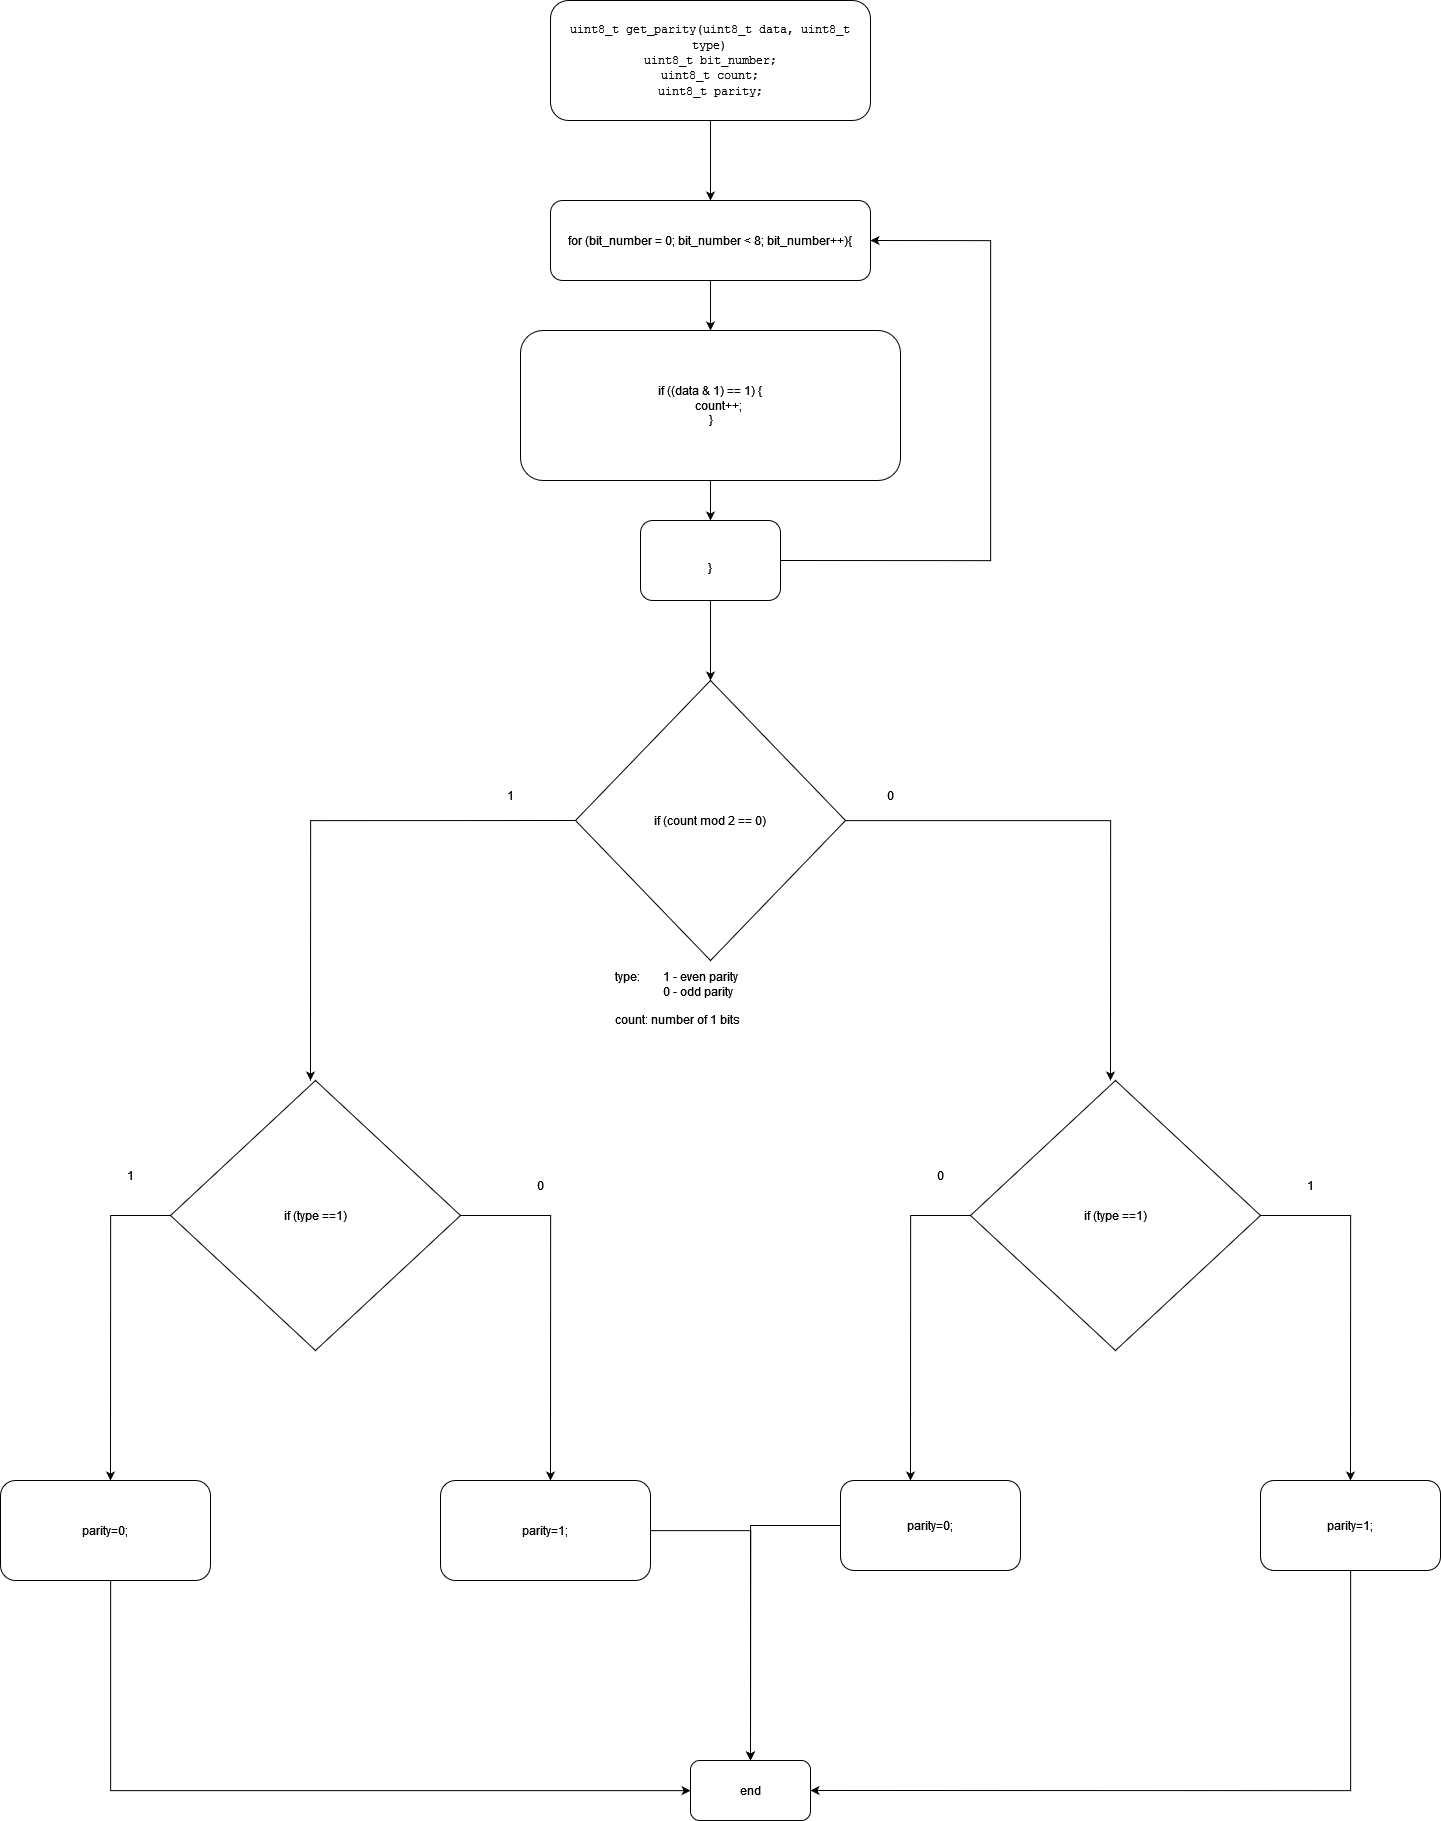 uint8_t get_parity(uint8_t data, uint8_t
type)
uint8_t bit_number;
uint8_t count;
uint8_t parity;
for (bit_number = 0; bit_number < 8; bit_number++){
if ((data & 1) == 1) {
count++;
}
}
1
0
if (count mod 2 == 0)
type: 1 - even parity
0 - odd parity
count: number of 1 bits
1
0
if (type ==1)
0
1
if (type ==1)
parity=0;
parity=1;
parity=0;
parity=1;
end